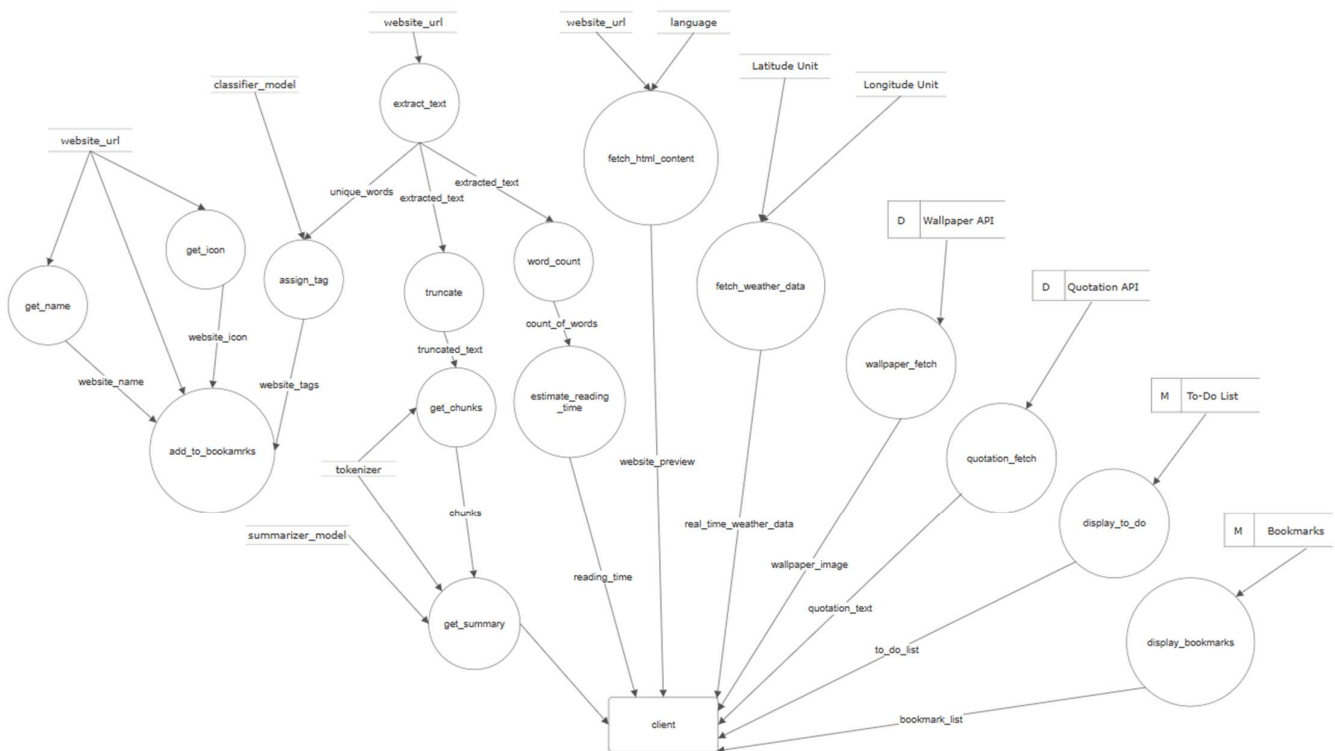 website_url
website_url
language
Latitude Unit
Longitude Unit
classifier_model
extract_text
website_url
fetch_html_content
unique_words
extracted_text
extracted_text
D Wallpaper API
get_icon
word_count
assign_tag
truncate
fetch_weather_data
D Quotation API
get_name
count_of_words
website_icon
truncated_text
wallpaper_fetch
website_name
website_tags
get_chunks
estimate_reading
_time
M To-Do List
add_to_bookamrks
quotation_fetch
website_preview
tokenizer
chunks
real_time_weather_data
display_to_do
summarizer_model
M Bookmarks
wallpaper_image
reading_time
quotation_text
get_summary
to_do_list
display_bookmarks
bookmark_list
client